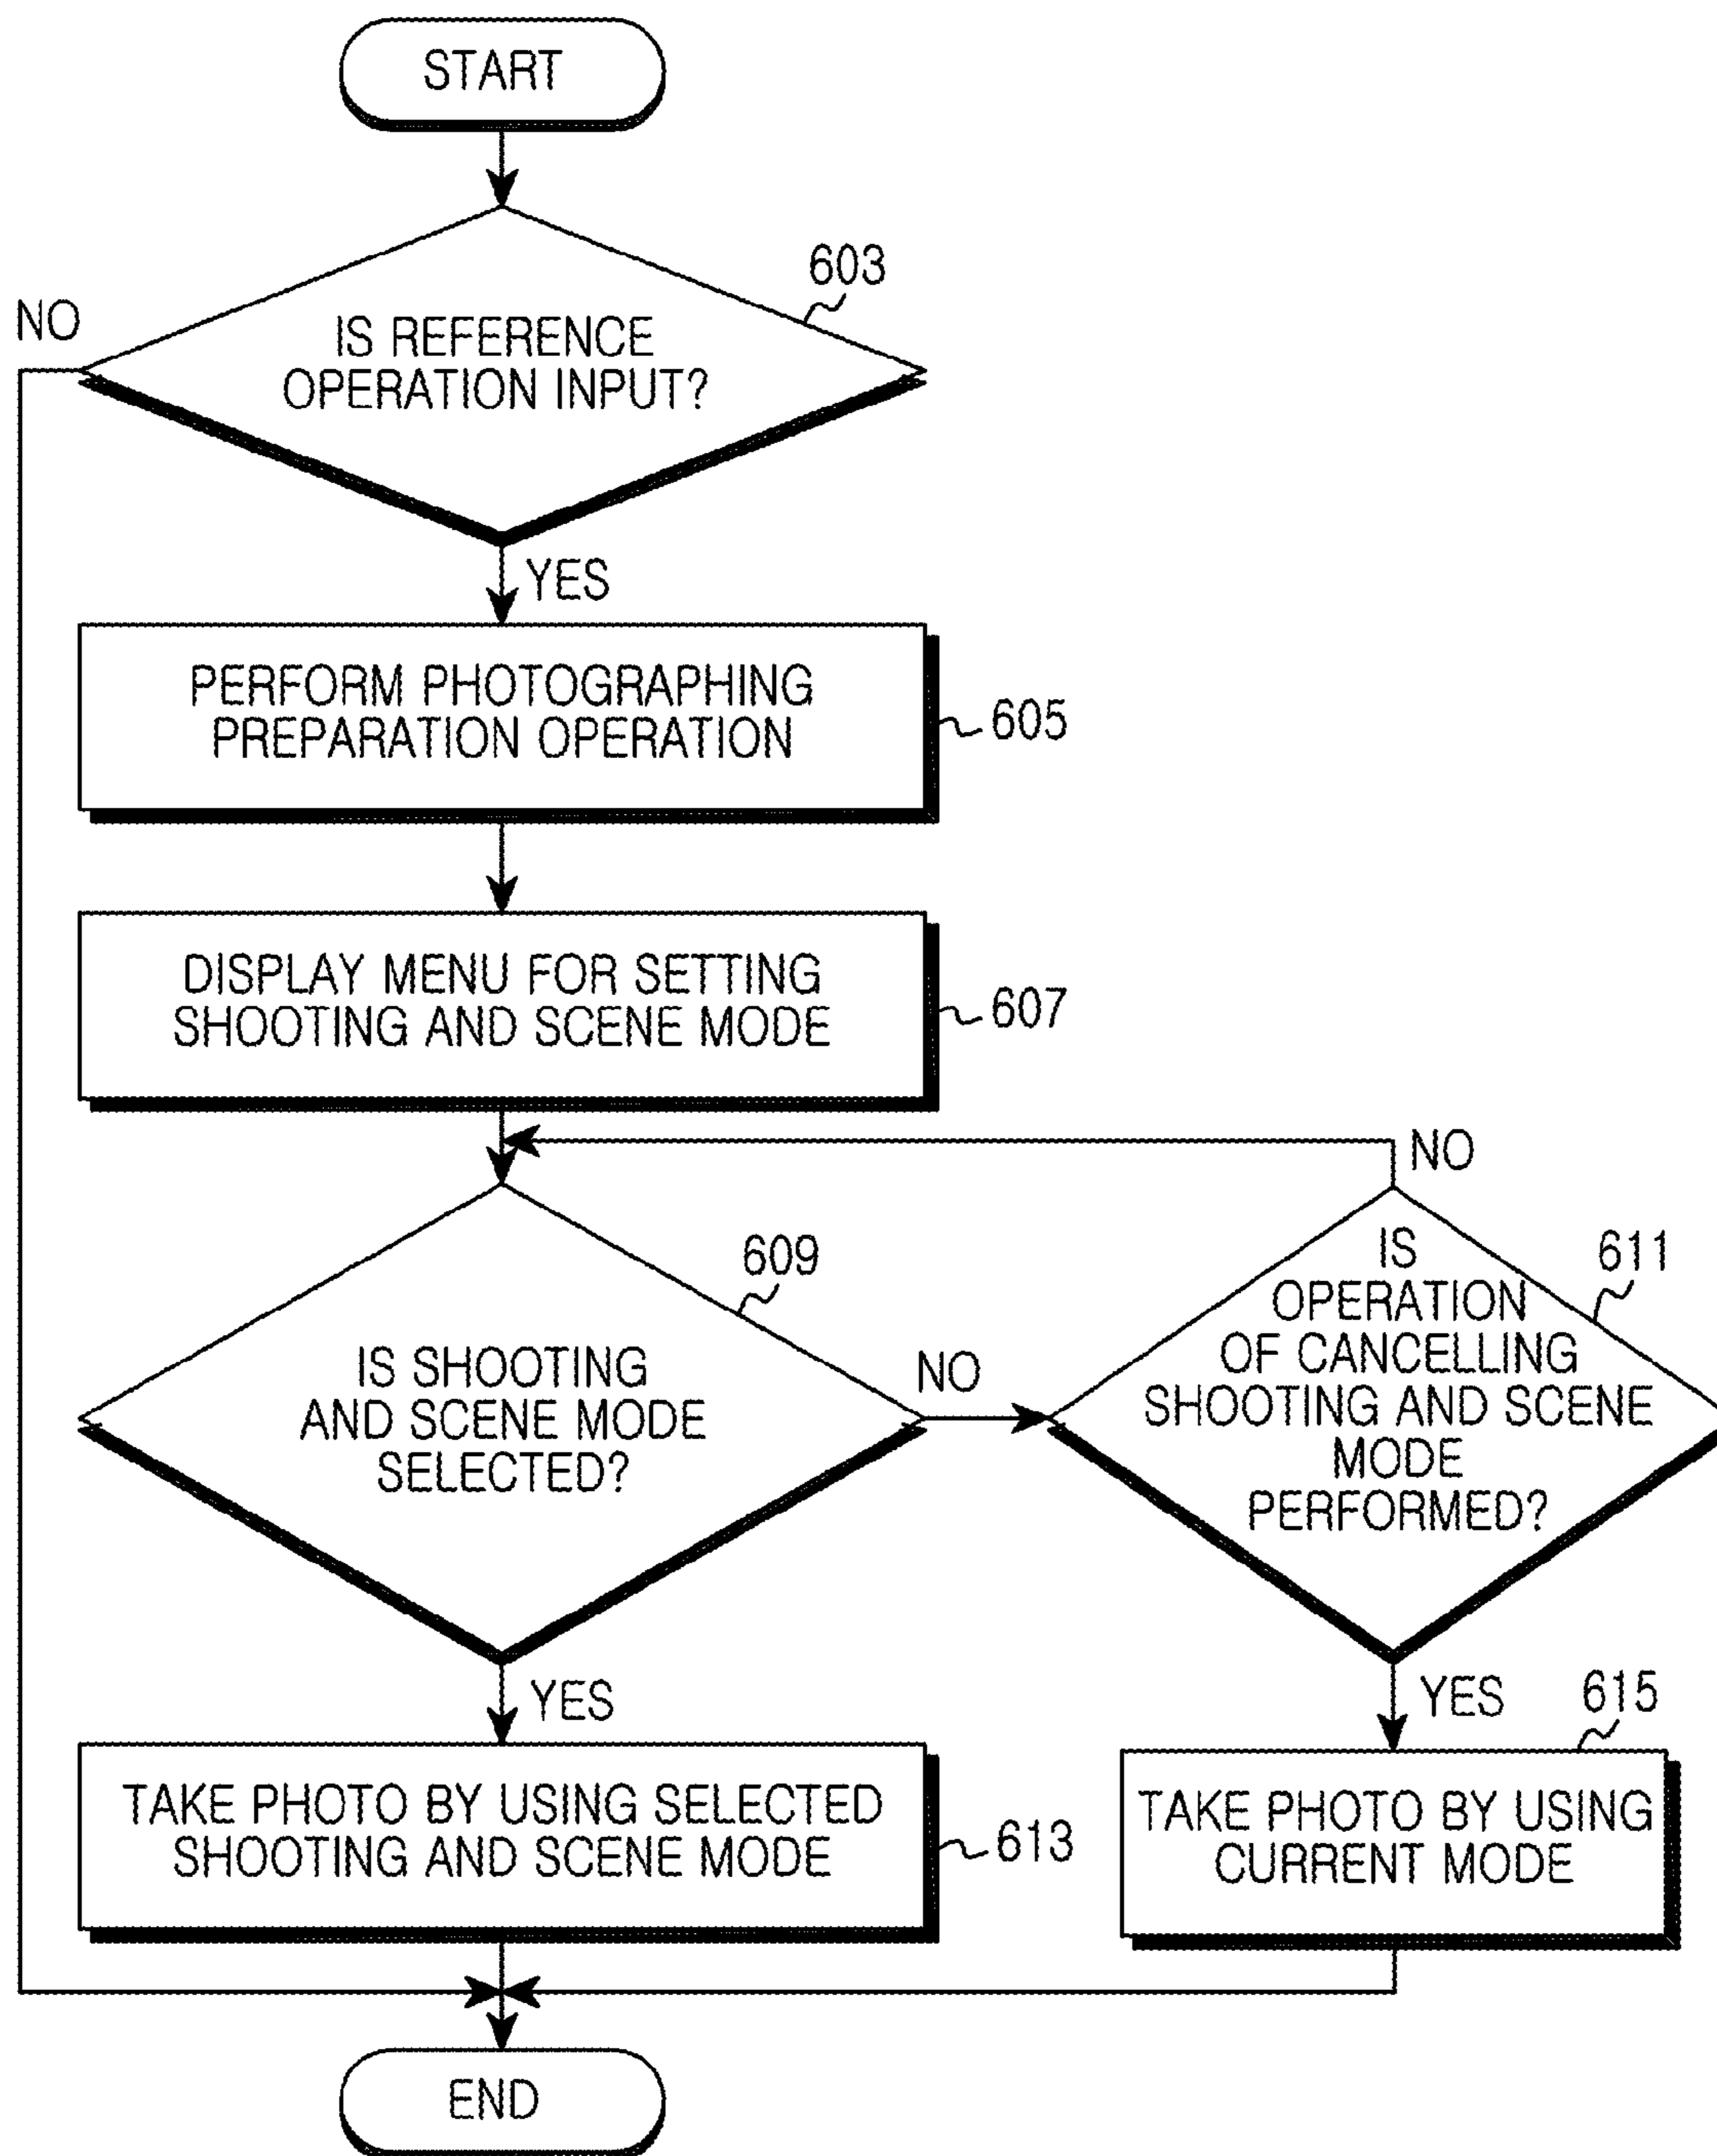 START
603
NO
IS REFERENCE
OPERATION INPUT?
YES
PERFORM PHOTOGRAPHING
PREPARATION OPERATION
605
DISPLAY MENU FOR SETTING
SHOOTING AND SCENE MODE
607
NO
609
IS SHOOTING
AND SCENE MODE
SELECTED?
NO
611
IS
OPERATION
OF CANCELLING
SHOOTING AND SCENE
MODE
PERFORMED?
YES
YES
615
TAKE PHOTO BY USING SELECTED
SHOOTING AND SCENE MODE
613
TAKE PHOTO BY USING
CURRENT MODE
END